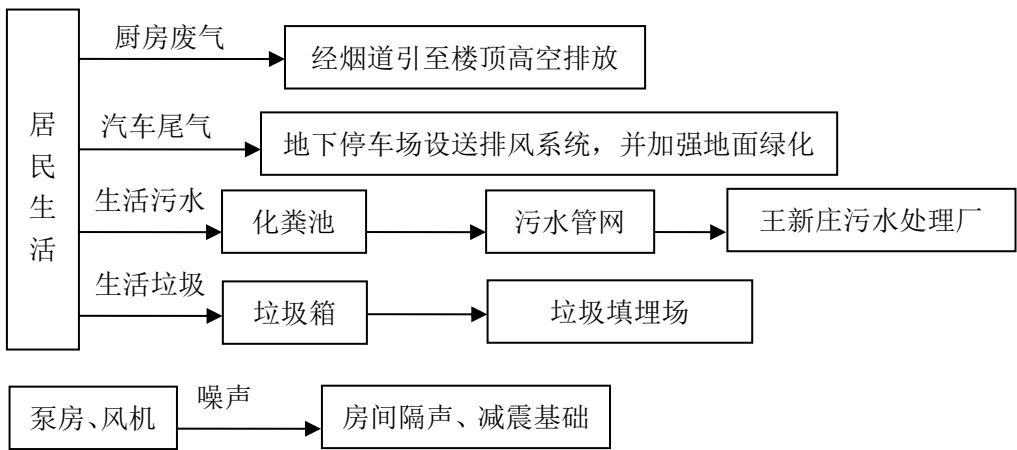 居民生活
厨房废气
经烟道引至楼顶高空排放
汽车尾气
地下停车场设送排风系统，并加强地面绿化
生活污水
化粪池
污水管网
王新庄污水处理厂
生活垃圾
垃圾箱
垃圾填埋场
泵房、风机
噪声
房间隔声、减震基础